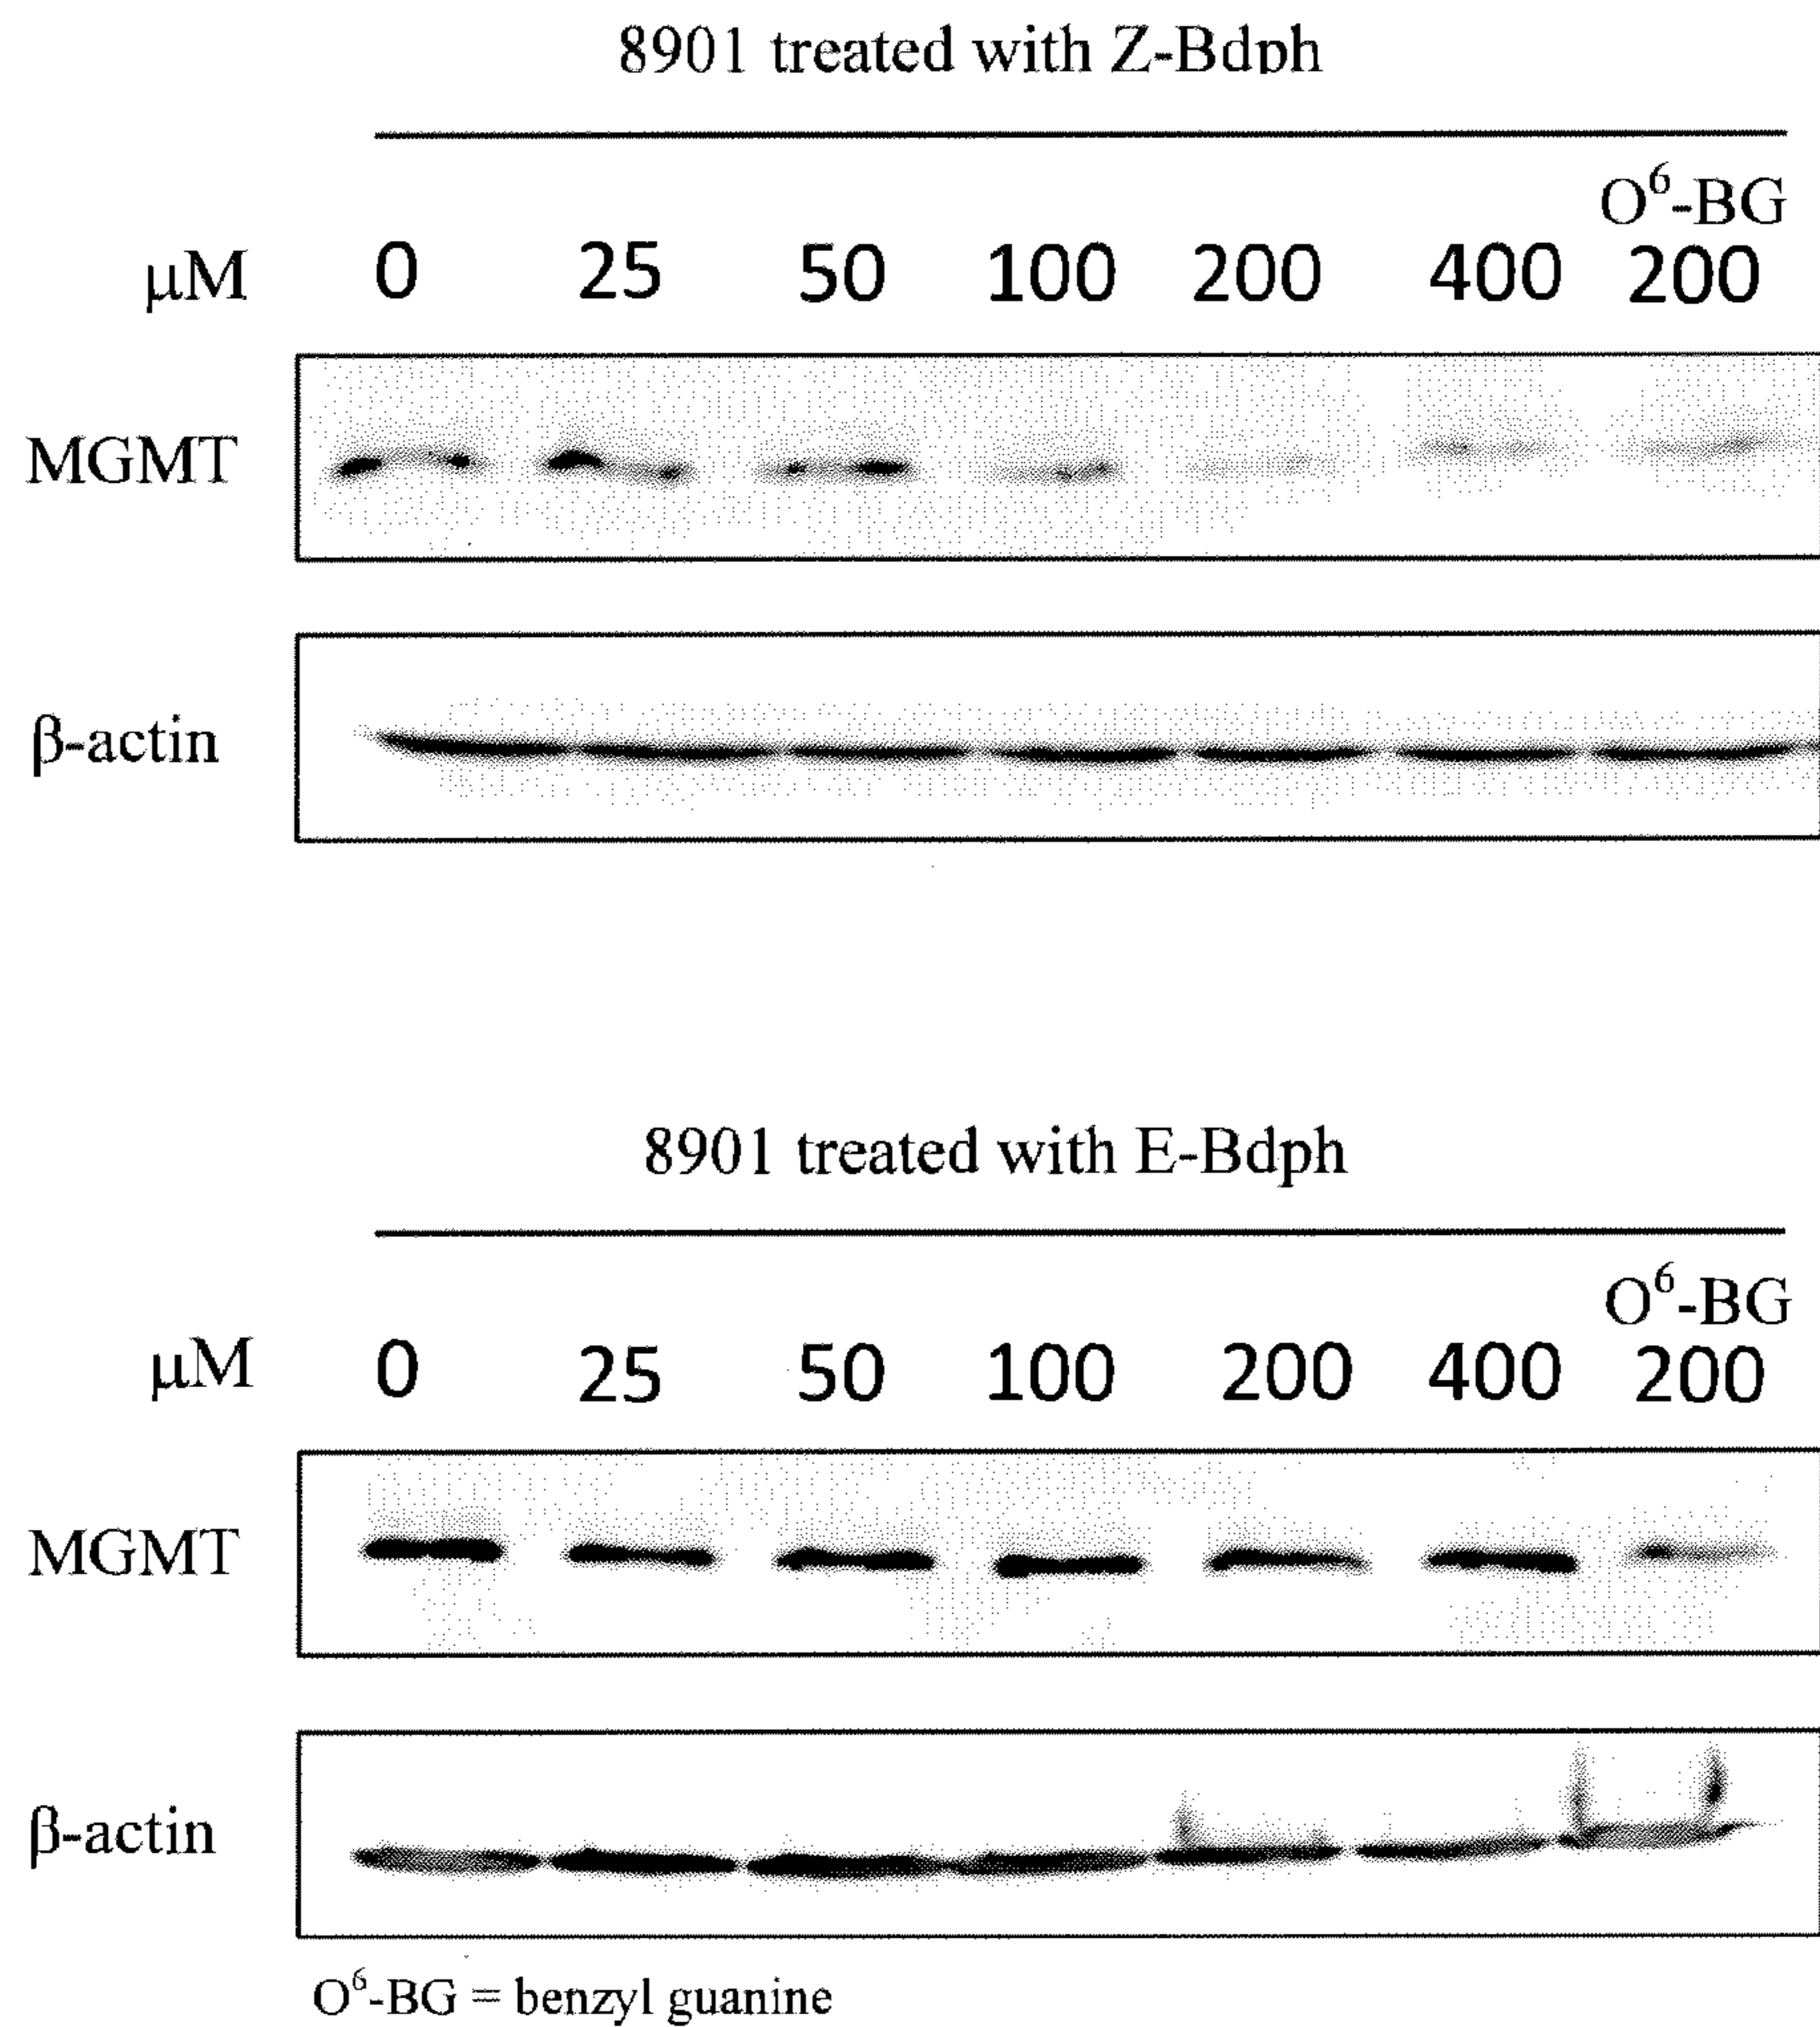 8901 treated with Z-Bdph
O⁶-BG
μM 0 25 50 100 200 400 200
MGMT
β-actin
8901 treated with E-Bdph
O⁶-BG
μM 0 25 50 100 200 400 200
MGMT
β-actin
O⁶-BG = benzyl guanine